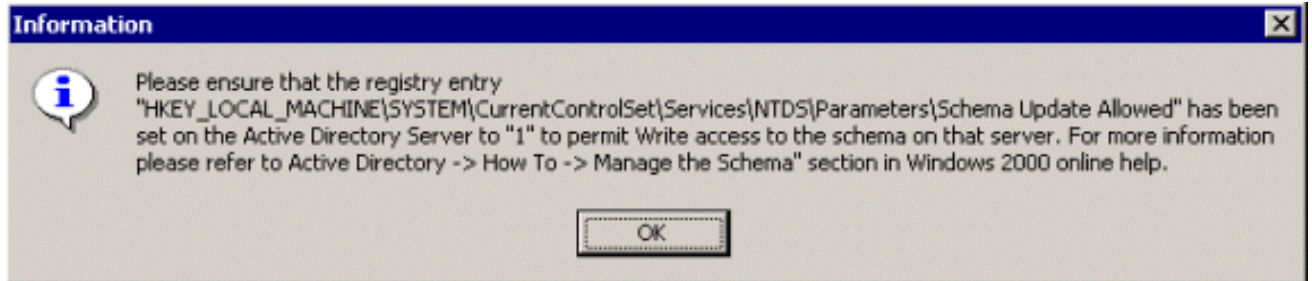 Information
Please ensure that the registry entry
"HKEY_LOCAL_MACHINE\SYSTEM\CurrentControlSet\Services\NTDS\Parameters\Schema Update Allowed" has been
set on the Active Directory Server to "1" to permit Write access to the schema on that server. For more information
please refer to Active Directory -> How To -> Manage the Schema" section in Windows 2000 online help.
OK